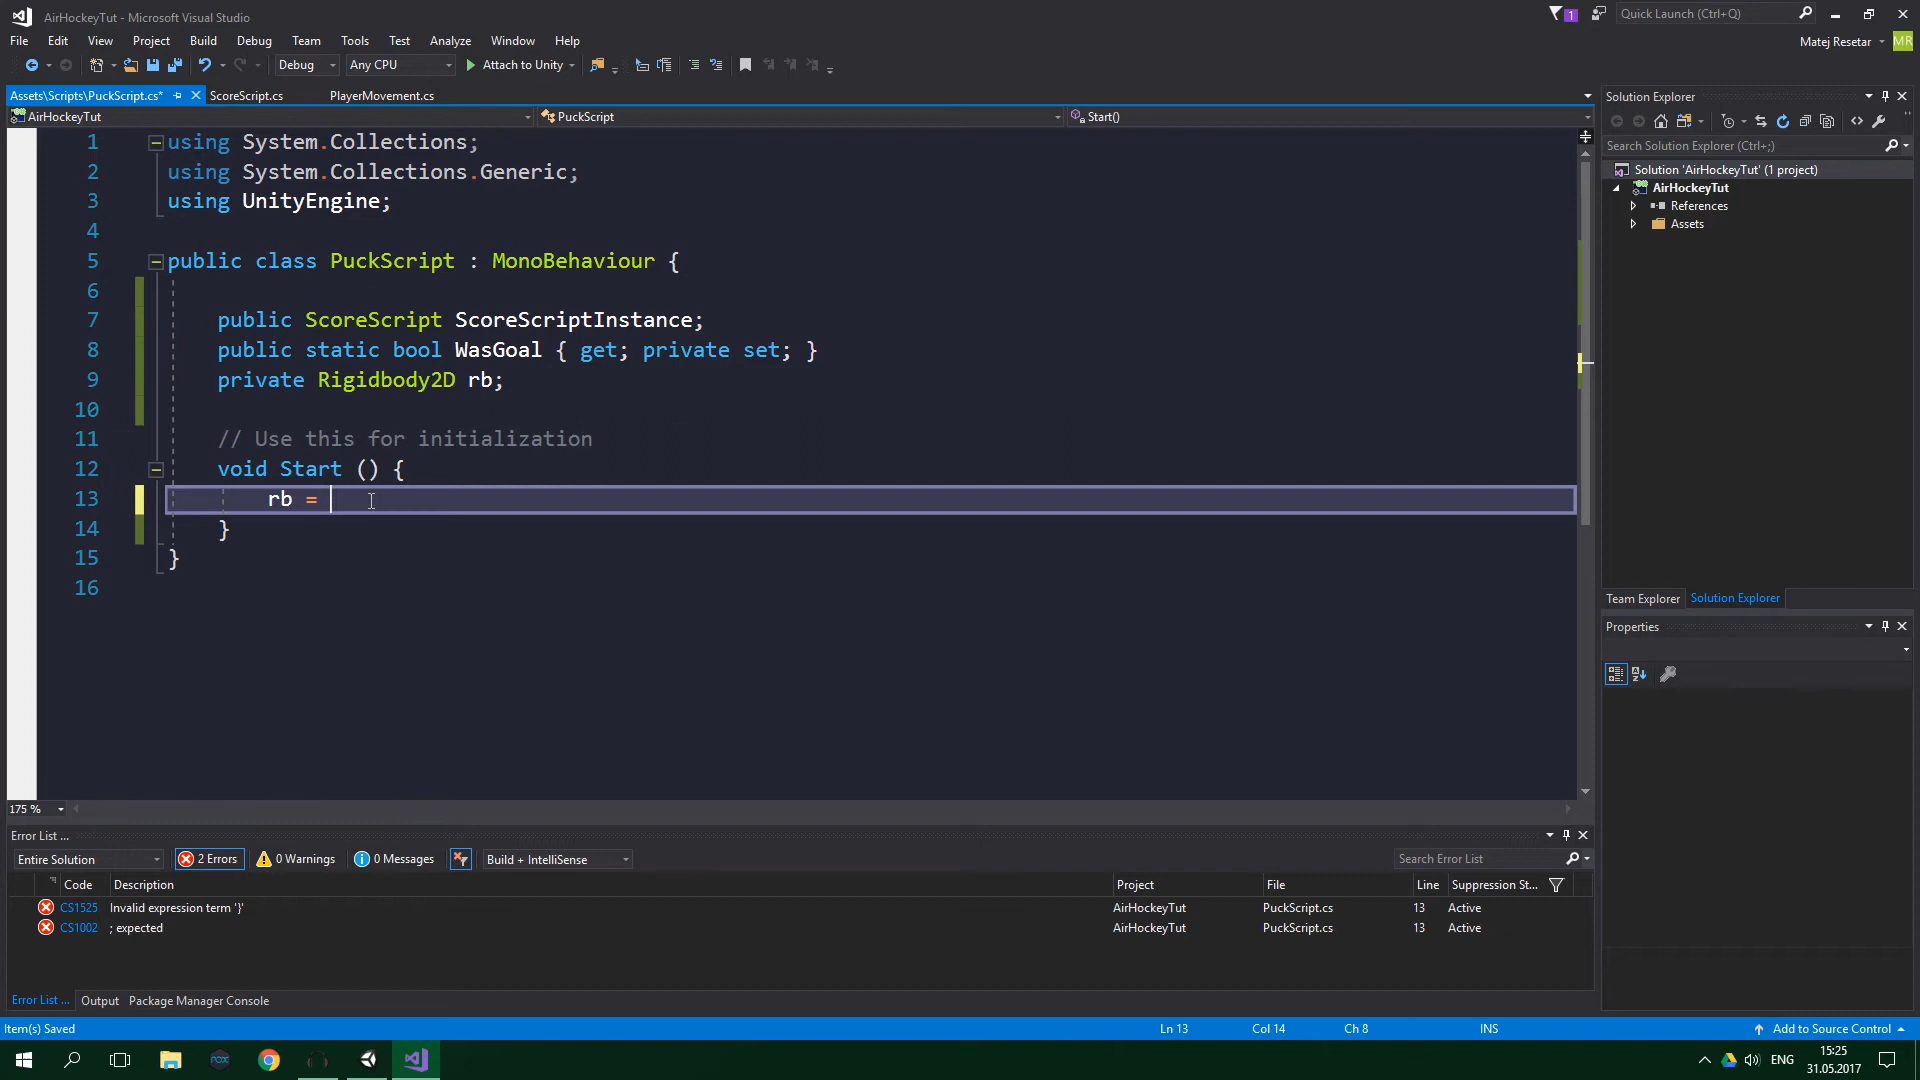 AirHockeyTut - Microsoft Visual Studio
1
Quick Launch (Ctrl+Q)
File Edit View Project Build Debug Team Tools Test Analyze Window Help
Matej Resetar MR
Debug Any CPU Attach to Unity
Assets\Scripts\PuckScript.cs* ScoreScript.cs PlayerMovement.cs
AirHockeyTut PuckScript Start()
1 using System.Collections;
2 using System.Collections.Generic;
3 using UnityEngine;
4
5 public class PuckScript : MonoBehaviour {
6
7 public ScoreScript ScoreScriptInstance;
8 public static bool WasGoal { get; private set; }
9 private Rigidbody2D rb;
10
11 // Use this for initialization
12 void Start () {
13 rb =
14 }
15 }
16
175 %
Solution Explorer
Search Solution Explorer (Ctrl+;)
Solution 'AirHockeyTut' (1 project)
AirHockeyTut
References
Assets
Team Explorer Solution Explorer
Properties
Error List ...
Entire Solution 2 Errors 0 Warnings 0 Messages Build + IntelliSense Search Error List
Code Description Project File Line Suppression St...
CS1525 Invalid expression term '}' AirHockeyTut PuckScript.cs 13 Active
CS1002 ; expected AirHockeyTut PuckScript.cs 13 Active
Error List ... Output Package Manager Console
Item(s) Saved Ln 13 Col 14 Ch 8 INS Add to Source Control
nox
ENG
15:25
31.05.2017